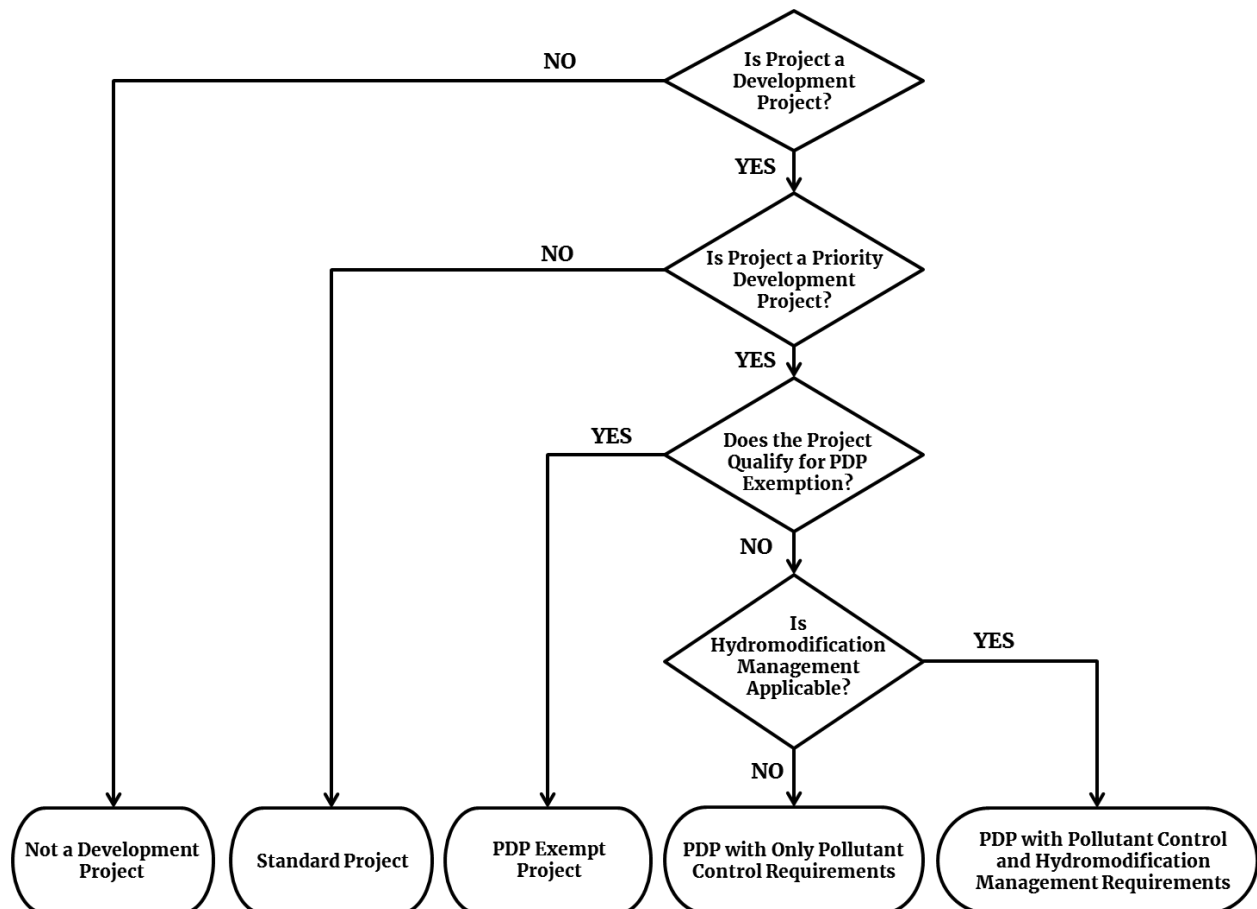 Is Project a
Development
Project?
NO
YES
Is Project a Priority
Development
Project?
NO
YES
Does the Project
Qualify for PDP
Exemption?
YES
NO
Is
Hydromodification
Management
Applicable?
YES
NO
Not a Development
Project
Standard Project
PDP Exempt
Project
PDP with Only Pollutant
Control Requirements
PDP with Pollutant Control
and Hydromodification
Management Requirements